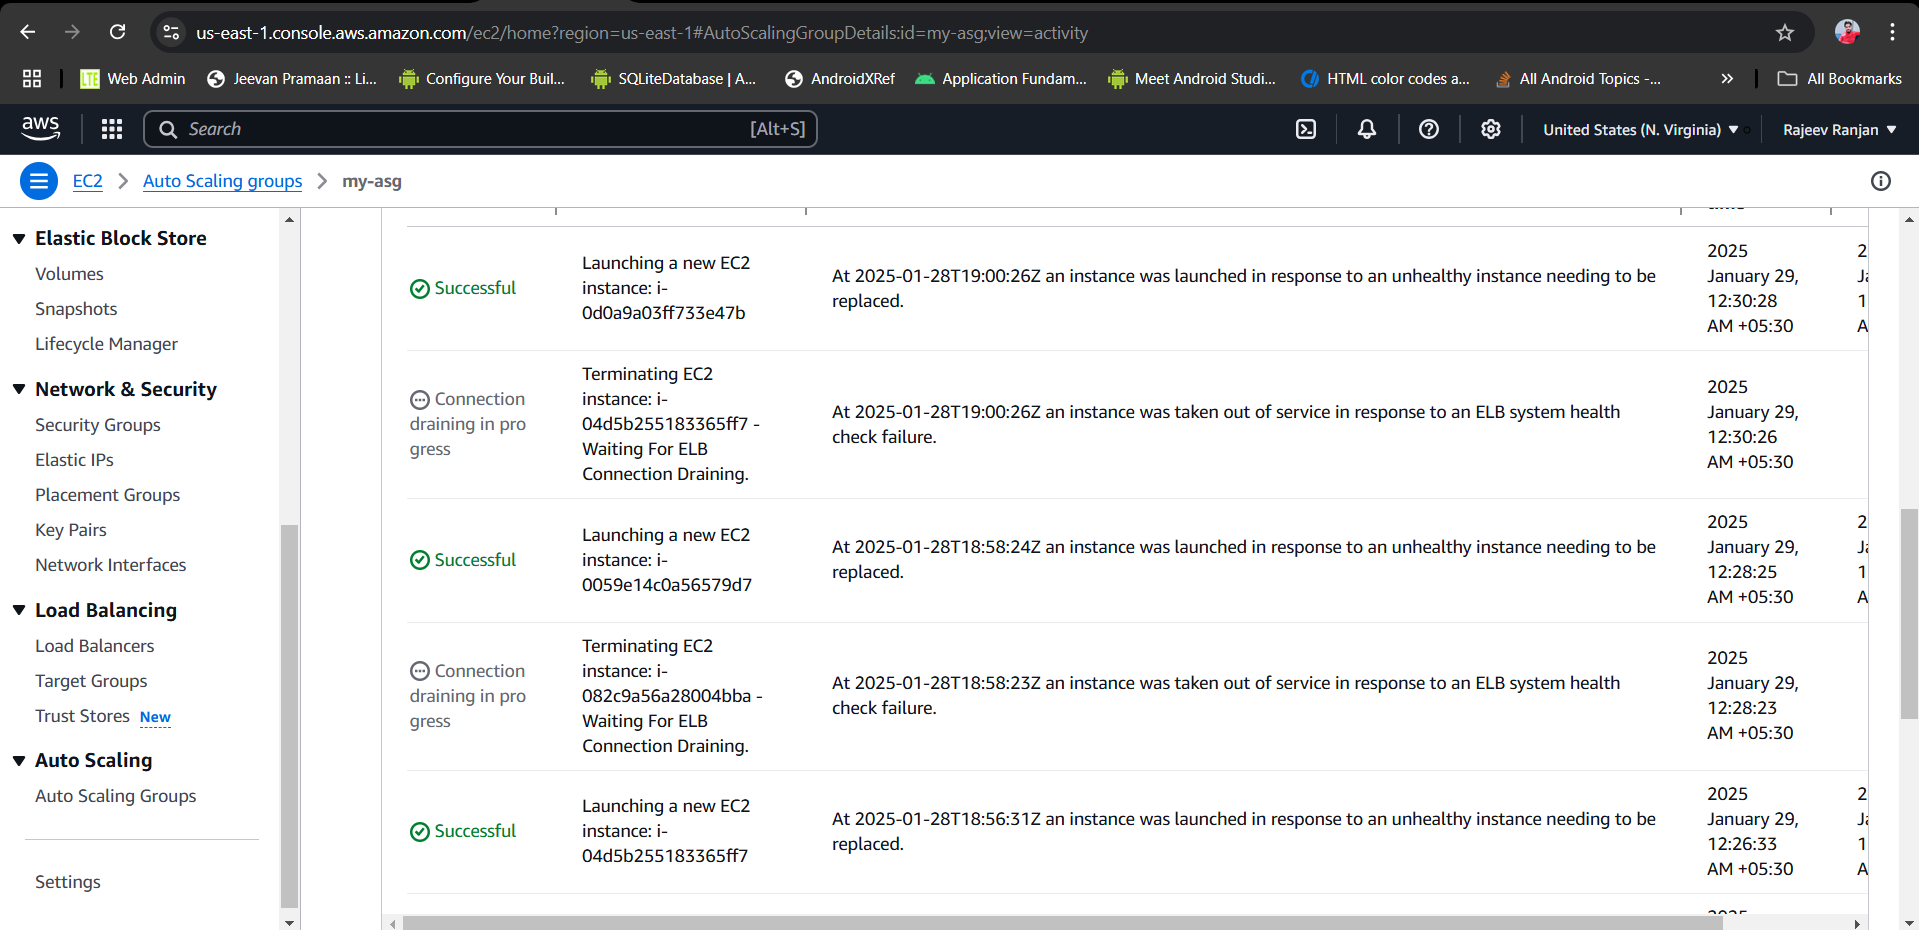 us-east-1.console.aws.amazon.com/ec2/home?region=us-east-1#AutoScalingGroupDetails:id=my-asg;view=activity
LTE Web Admin
Jeevan Pramaan :: Li...
Configure Your Buil...
SQLiteDatabase | A...
AndroidXRef
Application Fundam...
Meet Android Studi...
HTML color codes a...
All Android Topics -...
All Bookmarks
aws
Search
[Alt+S]
United States (N. Virginia)
Rajeev Ranjan
EC2
Auto Scaling groups
my-asg
Elastic Block Store
Volumes
Snapshots
Lifecycle Manager
Network & Security
Security Groups
Elastic IPs
Placement Groups
Key Pairs
Network Interfaces
Load Balancing
Load Balancers
Target Groups
Trust Stores New
Auto Scaling
Auto Scaling Groups
Settings
Successful
Launching a new EC2
instance: i-
0d0a9a03ff733e47b
At 2025-01-28T19:00:26Z an instance was launched in response to an unhealthy instance needing to be
replaced.
2025
January 29,
12:30:28
AM +05:30
Connection
draining in pro
gress
Terminating EC2
instance: i-
04d5b255183365ff7 -
Waiting For ELB
Connection Draining.
At 2025-01-28T19:00:26Z an instance was taken out of service in response to an ELB system health
check failure.
2025
January 29,
12:30:26
AM +05:30
Successful
Launching a new EC2
instance: i-
0059e14c0a56579d7
At 2025-01-28T18:58:24Z an instance was launched in response to an unhealthy instance needing to be
replaced.
2025
January 29,
12:28:25
AM +05:30
Connection
draining in pro
gress
Terminating EC2
instance: i-
082c9a56a28004bba -
Waiting For ELB
Connection Draining.
At 2025-01-28T18:58:23Z an instance was taken out of service in response to an ELB system health
check failure.
2025
January 29,
12:28:23
AM +05:30
Successful
Launching a new EC2
instance: i-
04d5b255183365ff7
At 2025-01-28T18:56:31Z an instance was launched in response to an unhealthy instance needing to be
replaced.
2025
January 29,
12:26:33
AM +05:30